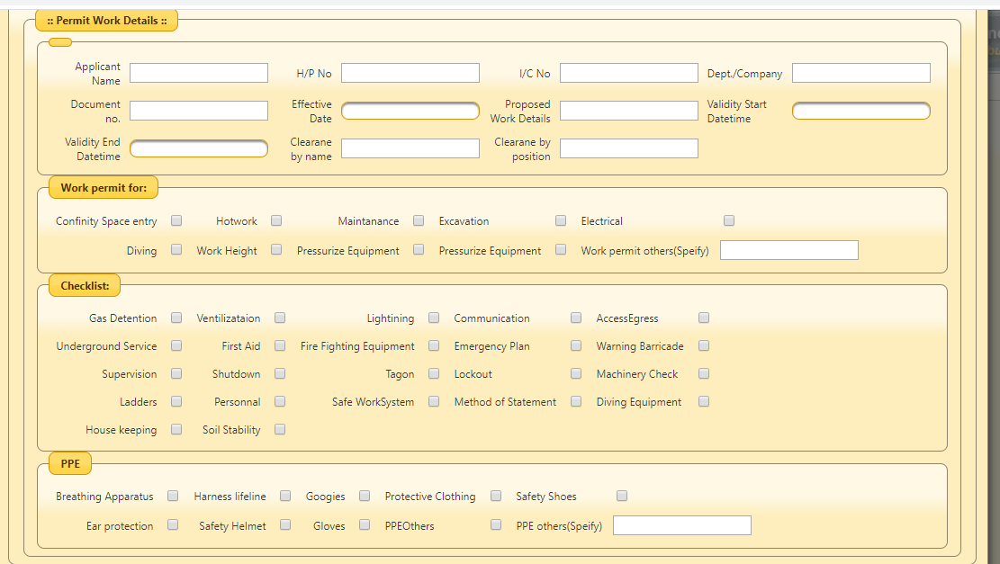 :: Permit Work Details ::
Applicant Name H/P No I/C No Dept./Company
Document no. Effective Date Proposed Work Details Validity Start Datetime
Validity End Datetime Clearane by name Clearane by position
Work permit for:
Confinity Space entry Hotwork Maintanance Excavation Electrical
Diving Work Height Pressurize Equipment Pressurize Equipment Work permit others(Speify)
Checklist:
Gas Detention Ventilizataion Lightining Communication AccessEgress
Underground Service First Aid Fire Fighting Equipment Emergency Plan Warning Barricade
Supervision Shutdown Tagon Lockout Machinery Check
Ladders Personnal Safe WorkSystem Method of Statement Diving Equipment
House keeping Soil Stability
PPE
Breathing Apparatus Harness lifeline Googies Protective Clothing Safety Shoes
Ear protection Safety Helmet Gloves PPEOthers PPE others(Speify)